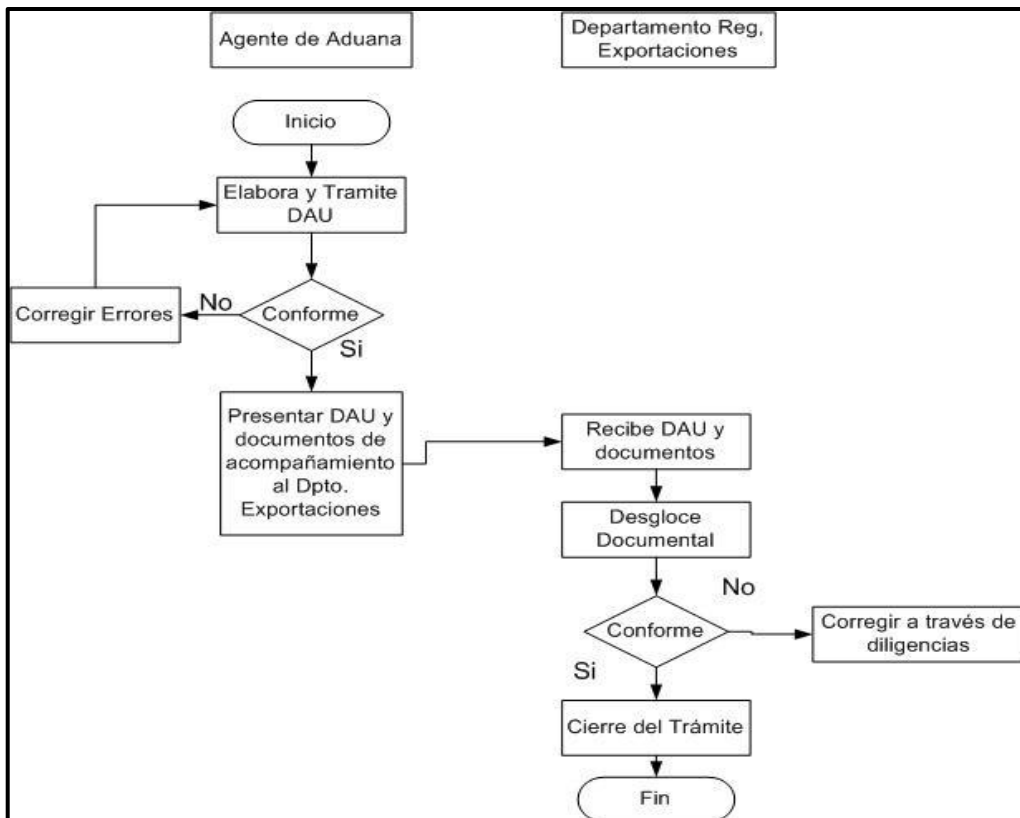 Agente de Aduana
Departamento Reg,
Exportaciones
Inicio
Elabora y Tramite
DAU
Corregir Errores
No
Conforme
Si
Presentar DAU y
documentos de
acompañamiento
al Dpto.
Exportaciones
Recibe DAU y
documentos
Desgloce
Documental
No
Conforme
Corregir a través de
diligencias
Si
Cierre del Trámite
Fin